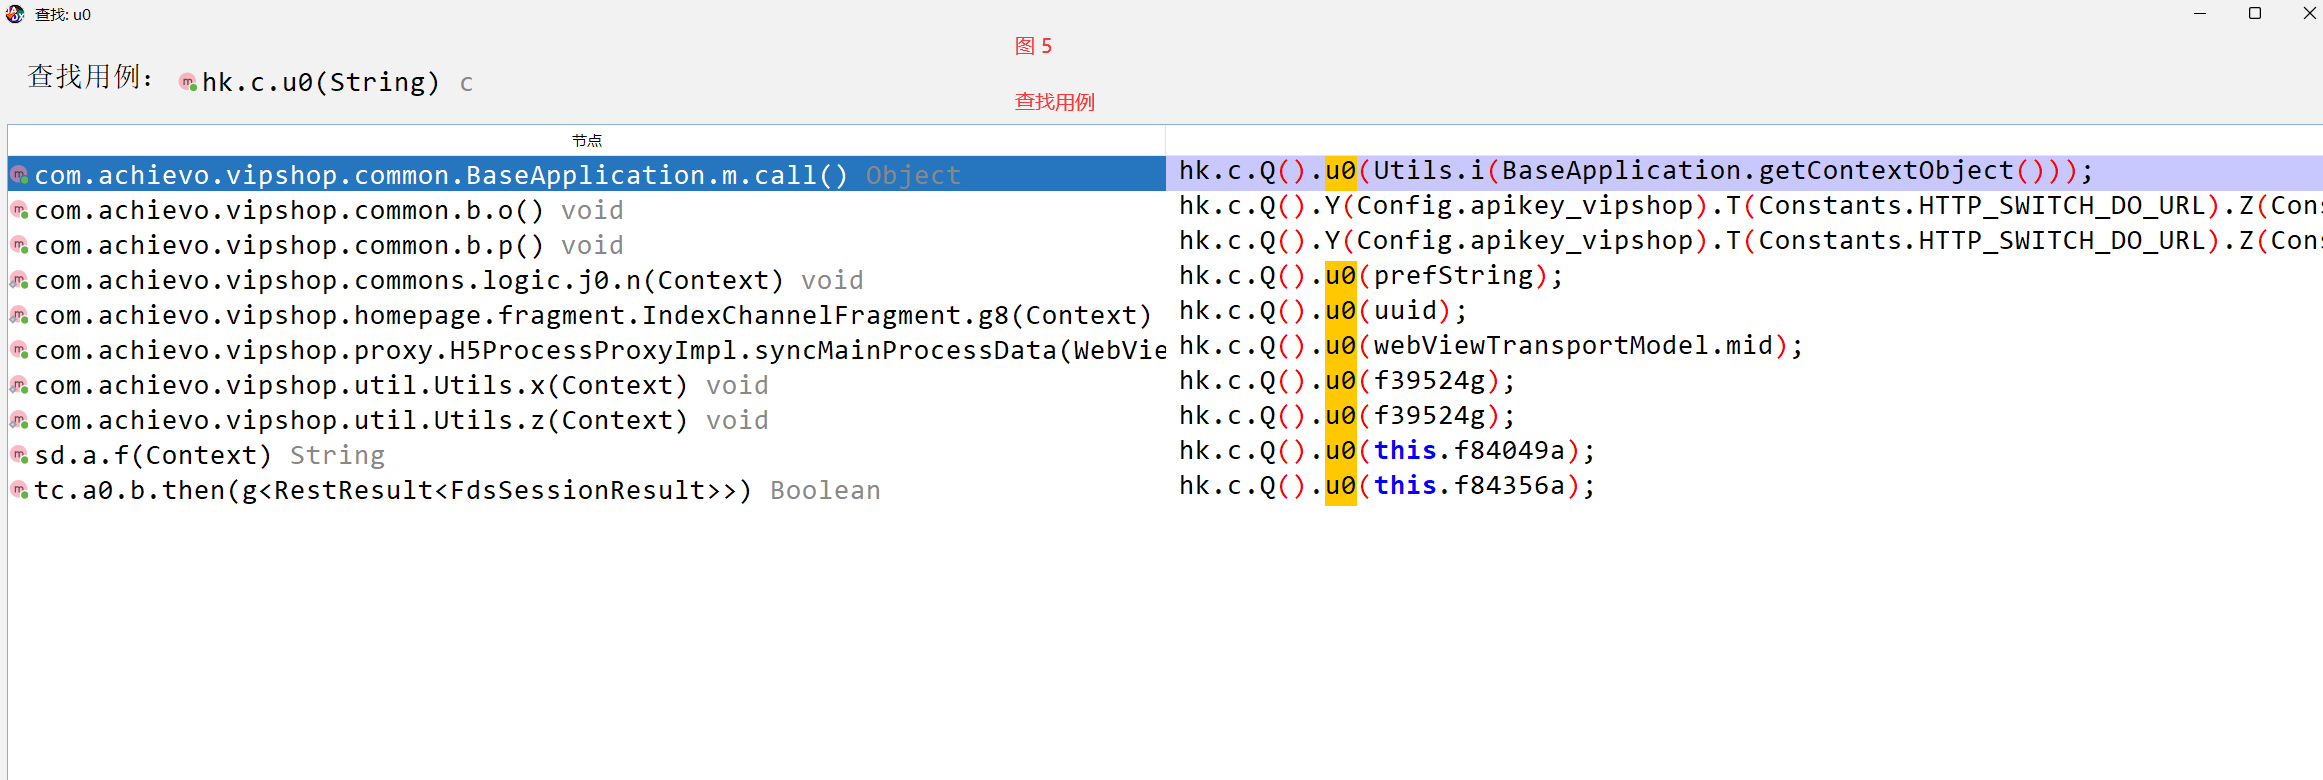 查找: u0
图 5
查找用例： hk.c.u0(String) c
查找用例
节点
com.achievo.vipshop.common.BaseApplication.m.call() Object hk.c.Q().u0(Utils.i(BaseApplication.getContextObject()));
com.achievo.vipshop.common.b.o() void hk.c.Q().Y(Config.apikey_vipshop).T(Constants.HTTP_SWITCH_DO_URL).Z(Cons
com.achievo.vipshop.common.b.p() void hk.c.Q().Y(Config.apikey_vipshop).T(Constants.HTTP_SWITCH_DO_URL).Z(Cons
com.achievo.vipshop.commons.logic.j0.n(Context) void hk.c.Q().u0(prefString);
com.achievo.vipshop.homepage.fragment.IndexChannelFragment.g8(Context) hk.c.Q().u0(uuid);
com.achievo.vipshop.proxy.H5ProcessProxyImpl.syncMainProcessData(WebVie hk.c.Q().u0(webViewTransportModel.mid);
com.achievo.vipshop.util.Utils.x(Context) void hk.c.Q().u0(f39524g);
com.achievo.vipshop.util.Utils.z(Context) void hk.c.Q().u0(f39524g);
sd.a.f(Context) String hk.c.Q().u0(this.f84049a);
tc.a0.b.then(g<RestResult<FdsSessionResult>>) Boolean hk.c.Q().u0(this.f84356a);